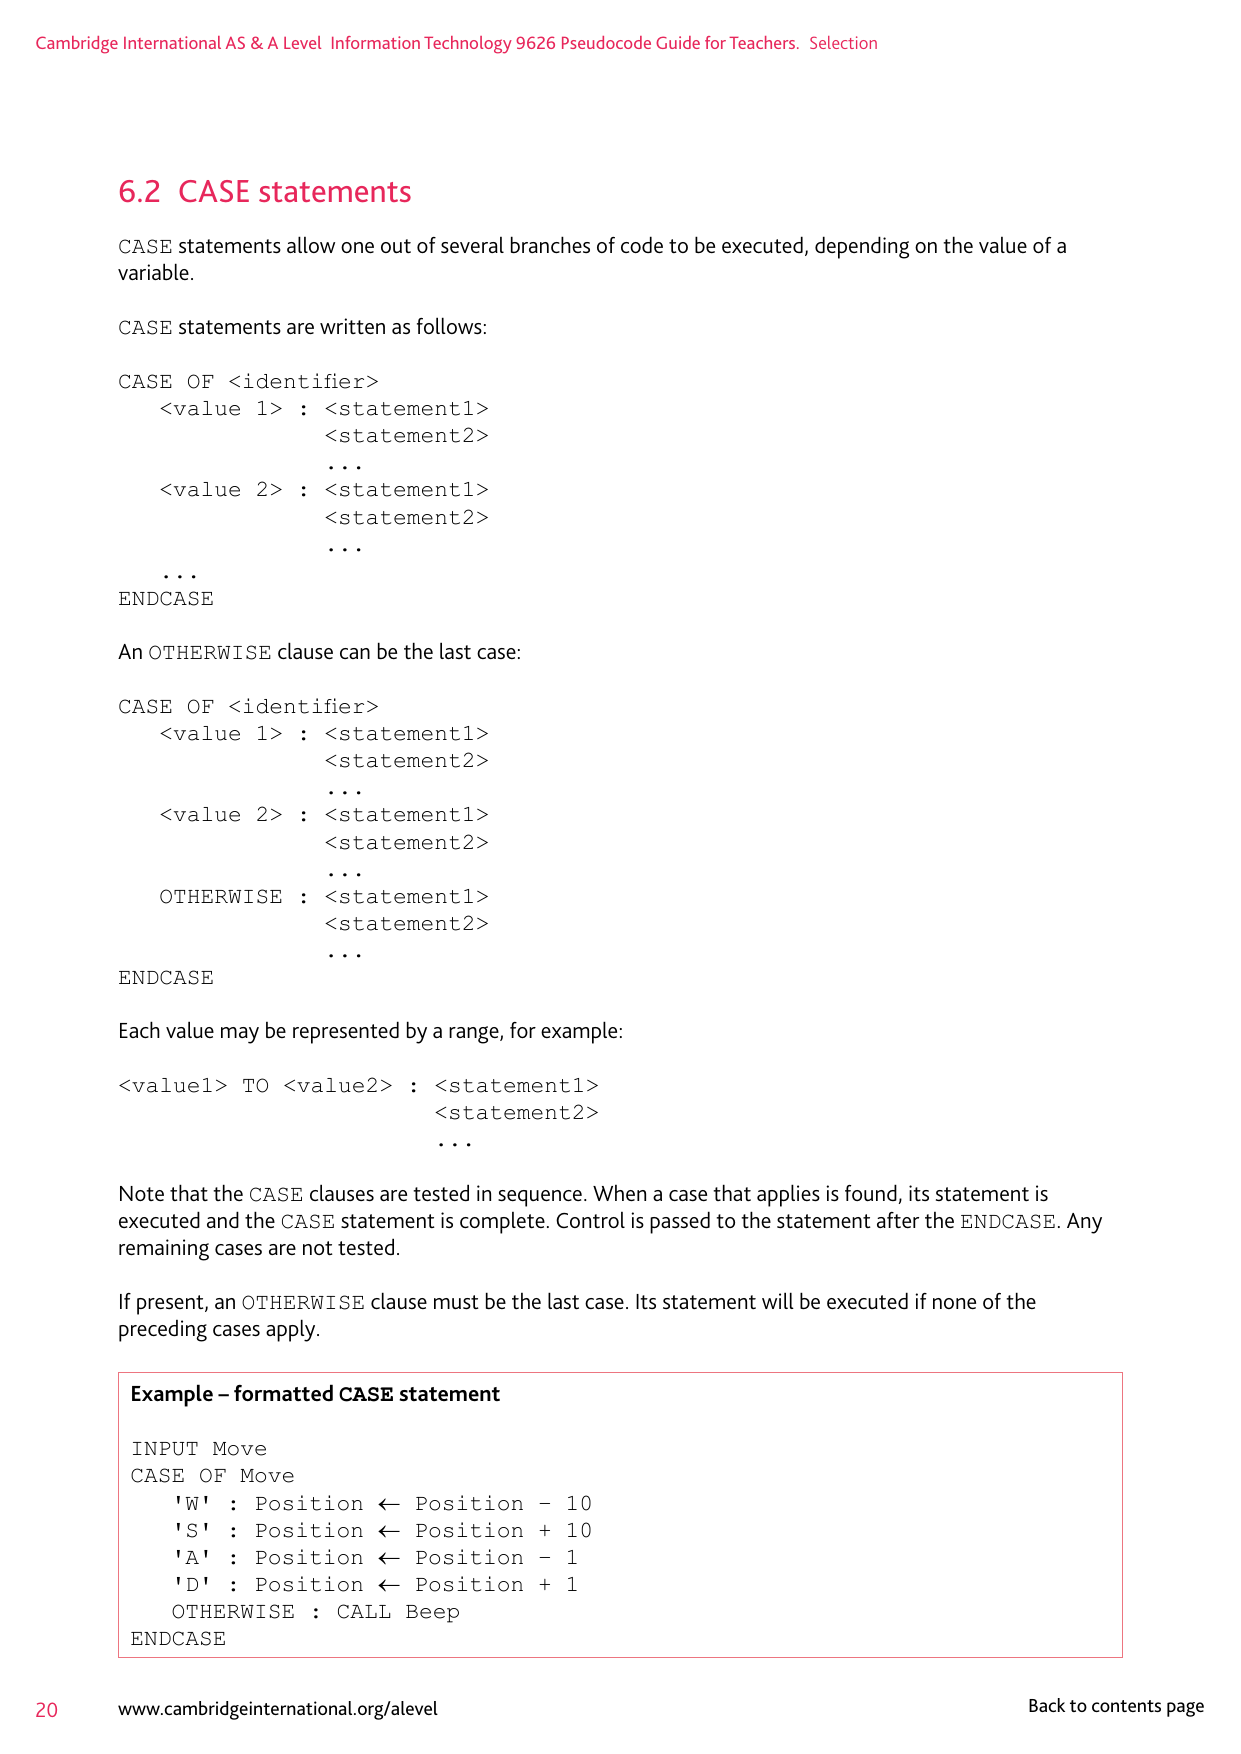 Cambridge International AS & A Level Information Technology 9626 Pseudocode Guide for Teachers. Selection
6.2 CASE statements
CASE statements allow one out of several branches of code to be executed, depending on the value of a
variable.
CASE statements are written as follows:
CASE OF <identifier>
   <value 1> : <statement1>
               <statement2>
               ...
   <value 2> : <statement1>
               <statement2>
               ...
   ...
ENDCASE
An OTHERWISE clause can be the last case:
CASE OF <identifier>
   <value 1> : <statement1>
               <statement2>
               ...
   <value 2> : <statement1>
               <statement2>
               ...
   OTHERWISE : <statement1>
               <statement2>
               ...
ENDCASE
Each value may be represented by a range, for example:
<value1> TO <value2> : <statement1>
                       <statement2>
                       ...
Note that the CASE clauses are tested in sequence. When a case that applies is found, its statement is
executed and the CASE statement is complete. Control is passed to the statement after the ENDCASE. Any
remaining cases are not tested.
If present, an OTHERWISE clause must be the last case. Its statement will be executed if none of the
preceding cases apply.
Example – formatted CASE statement
INPUT Move
CASE OF Move
   'W' : Position ← Position – 10
   'S' : Position ← Position + 10
   'A' : Position ← Position – 1
   'D' : Position ← Position + 1
   OTHERWISE : CALL Beep
ENDCASE
20 www.cambridgeinternational.org/alevel Back to contents page